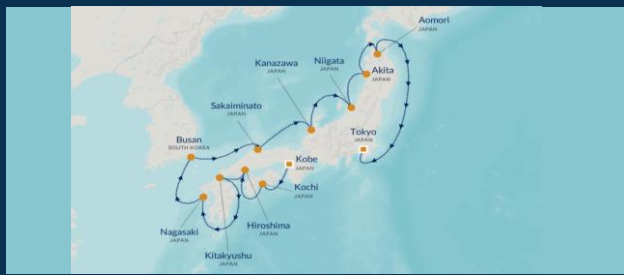 Aomori
JAPAN
Niigata
JAPAN
Kanazawa
JAPAN
Akita
JAPAN
Sakaiminato
JAPAN
Tokyo
JAPAN
Busan
SOUTH KOREA
Kobe
JAPAN
Kochi
JAPAN
Hiroshima
JAPAN
Nagasaki
JAPAN
Kitakyushu
JAPAN